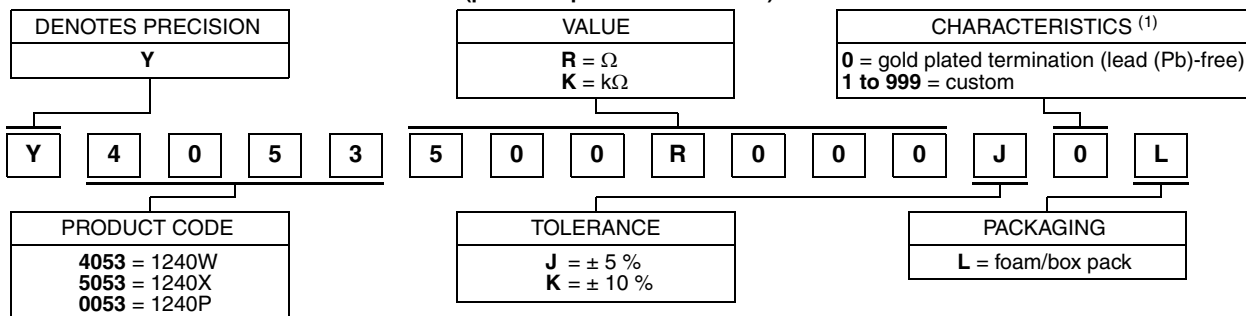 DENOTES PRECISION
Y
VALUE
R = Ω
K = kΩ
CHARACTERISTICS (1)
0 = gold plated termination (lead (Pb)-free)
1 to 999 = custom
Y 4 0 5 3 5 0 0 R 0 0 0 J 0 L
PRODUCT CODE
4053 = 1240W
5053 = 1240X
0053 = 1240P
TOLERANCE
J = ± 5 %
K = ± 10 %
PACKAGING
L = foam/box pack